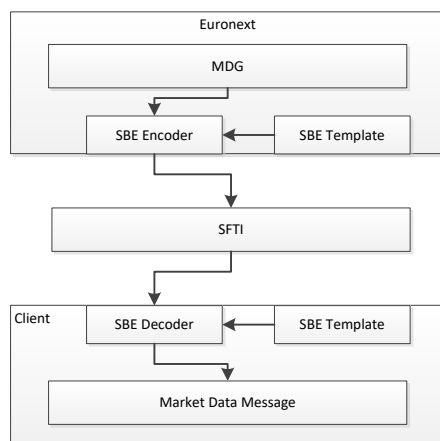 Euronext
MDG
SBE Encoder
SBE Template
SFTI
Client
SBE Decoder
SBE Template
Market Data Message